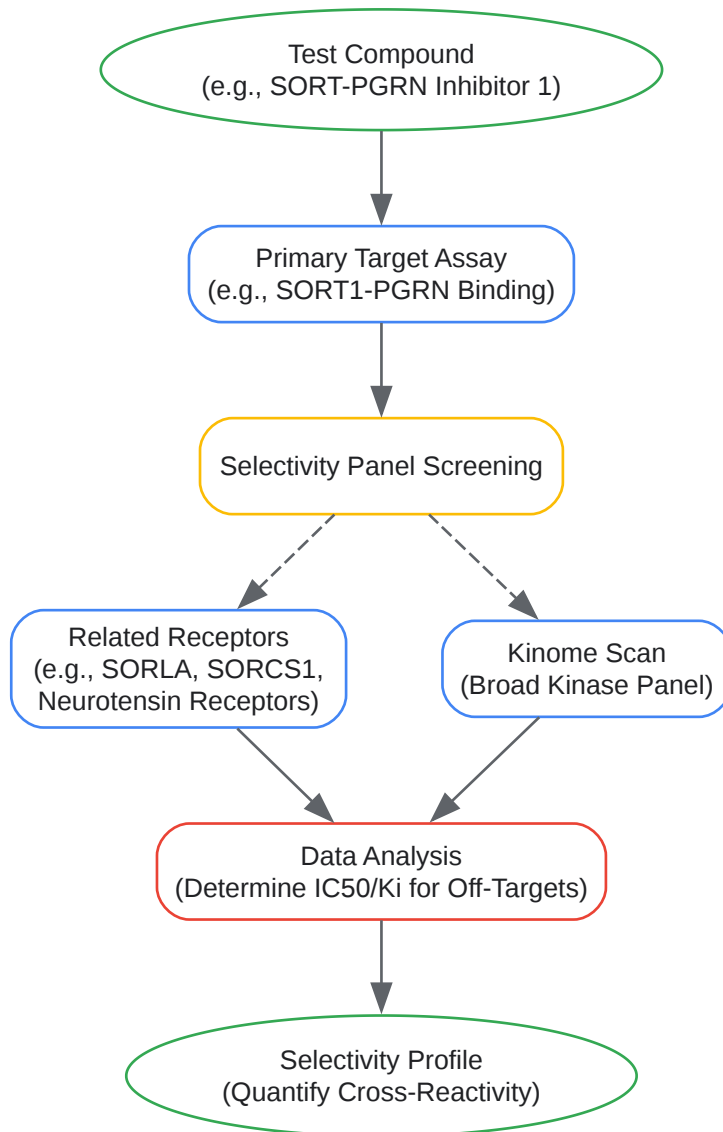 Test Compound
(e.g., SORT-PGRN Inhibitor 1)
Primary Target Assay
(e.g., SORT1-PGRN Binding)
Selectivity Panel Screening
Related Receptors
(e.g., SORLA, SORCS1,
Neurotensin Receptors)
Kinome Scan
(Broad Kinase Panel)
Data Analysis
(Determine IC50/Ki for Off-Targets)
Selectivity Profile
(Quantify Cross-Reactivity)